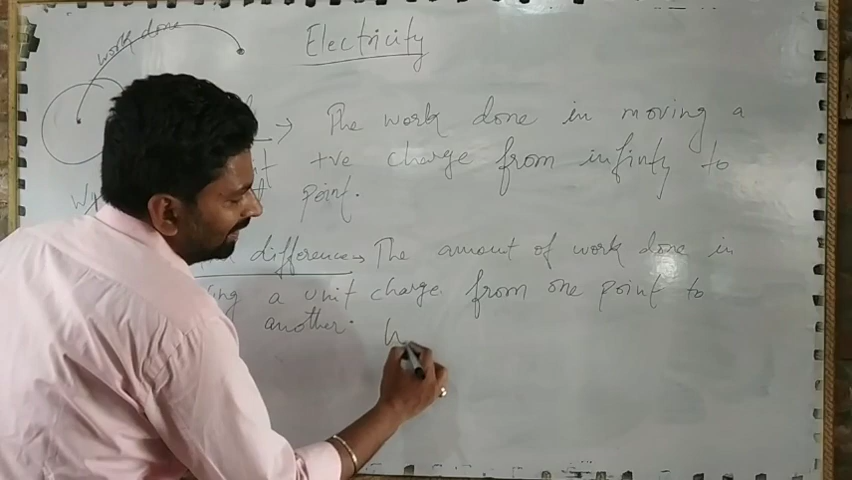 work done
Electricity
→ The work done in moving a
+ve charge from infinty to
point.
difference → The amount of work done in
a unit charge from one point to
another.